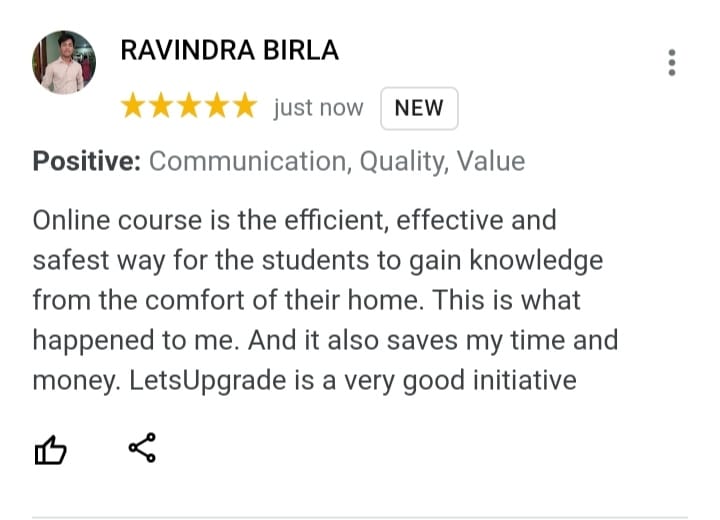 RAVINDRA BIRLA
just now NEW
Positive: Communication, Quality, Value
Online course is the efficient, effective and
safest way for the students to gain knowledge
from the comfort of their home. This is what
happened to me. And it also saves my time and
money. LetsUpgrade is a very good initiative